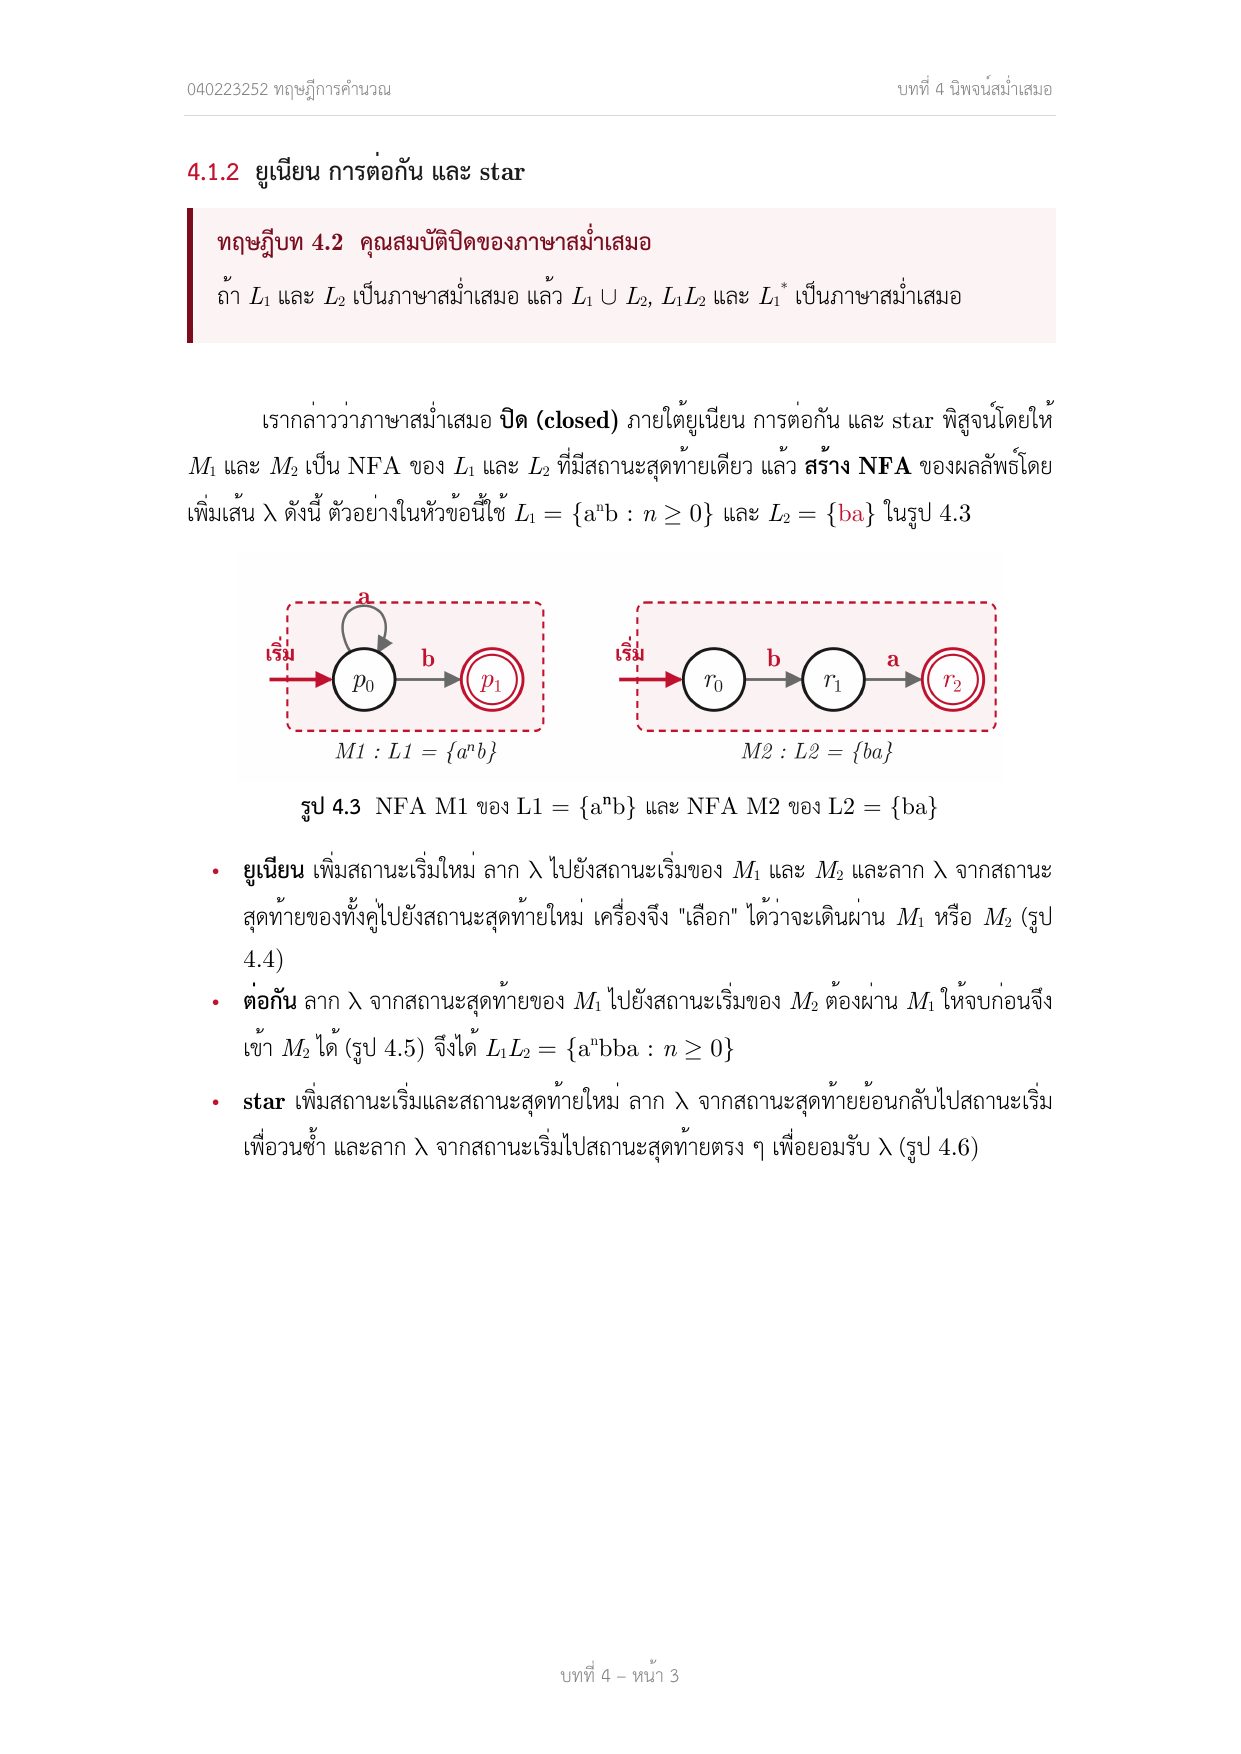 040223252 ทฤษฎีการคำนวณ บทที่ 4 นิพจน์สม่ำเสมอ
4.1.2 ยูเนียน การต่อกัน และ star
ทฤษฎีบท 4.2 คุณสมบัติปิดของภาษาสม่ำเสมอ
ถ้า L₁ และ L₂ เป็นภาษาสม่ำเสมอ แล้ว L₁ ∪ L₂, L₁L₂ และ L₁* เป็นภาษาสม่ำเสมอ
เรากล่าวว่าภาษาสม่ำเสมอ ปิด (closed) ภายใต้ยูเนียน การต่อกัน และ star พิสูจน์โดยให้
M₁ และ M₂ เป็น NFA ของ L₁ และ L₂ ที่มีสถานะสุดท้ายเดียว แล้ว สร้าง NFA ของผลลัพธ์โดย
เพิ่มเส้น λ ดังนี้ ตัวอย่างในหัวข้อนี้ใช้ L₁ = {aⁿb : n ≥ 0} และ L₂ = {ba} ในรูป 4.3
a
เริ่ม b เริ่ม b a
p₀ p₁ r₀ r₁ r₂
M1 : L1 = {aⁿb} M2 : L2 = {ba}
รูป 4.3 NFA M1 ของ L1 = {aⁿb} และ NFA M2 ของ L2 = {ba}
• ยูเนียน เพิ่มสถานะเริ่มใหม่ ลาก λ ไปยังสถานะเริ่มของ M₁ และ M₂ และลาก λ จากสถานะ
สุดท้ายของทั้งคู่ไปยังสถานะสุดท้ายใหม่ เครื่องจึง "เลือก" ได้ว่าจะเดินผ่าน M₁ หรือ M₂ (รูป
4.4)
• ต่อกัน ลาก λ จากสถานะสุดท้ายของ M₁ ไปยังสถานะเริ่มของ M₂ ต้องผ่าน M₁ ให้จบก่อนจึง
เข้า M₂ ได้ (รูป 4.5) จึงได้ L₁L₂ = {aⁿbba : n ≥ 0}
• star เพิ่มสถานะเริ่มและสถานะสุดท้ายใหม่ ลาก λ จากสถานะสุดท้ายย้อนกลับไปสถานะเริ่ม
เพื่อวนซ้ำ และลาก λ จากสถานะเริ่มไปสถานะสุดท้ายตรง ๆ เพื่อยอมรับ λ (รูป 4.6)
บทที่ 4 – หน้า 3